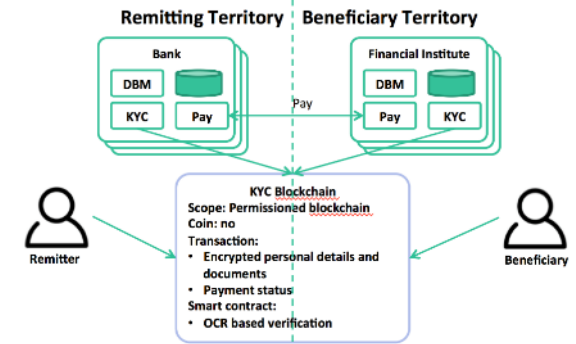 Remitting Territory
Beneficiary Territory
Bank
DBM
KYC
Pay
Pay
Financial Institute
DBM
Pay
KYC
KYC Blockchain
Scope: Permissioned blockchain
Coin: no
Transaction:
• Encrypted personal details and
documents
• Payment status
Smart contract:
• OCR based verification
Remitter
Beneficiary